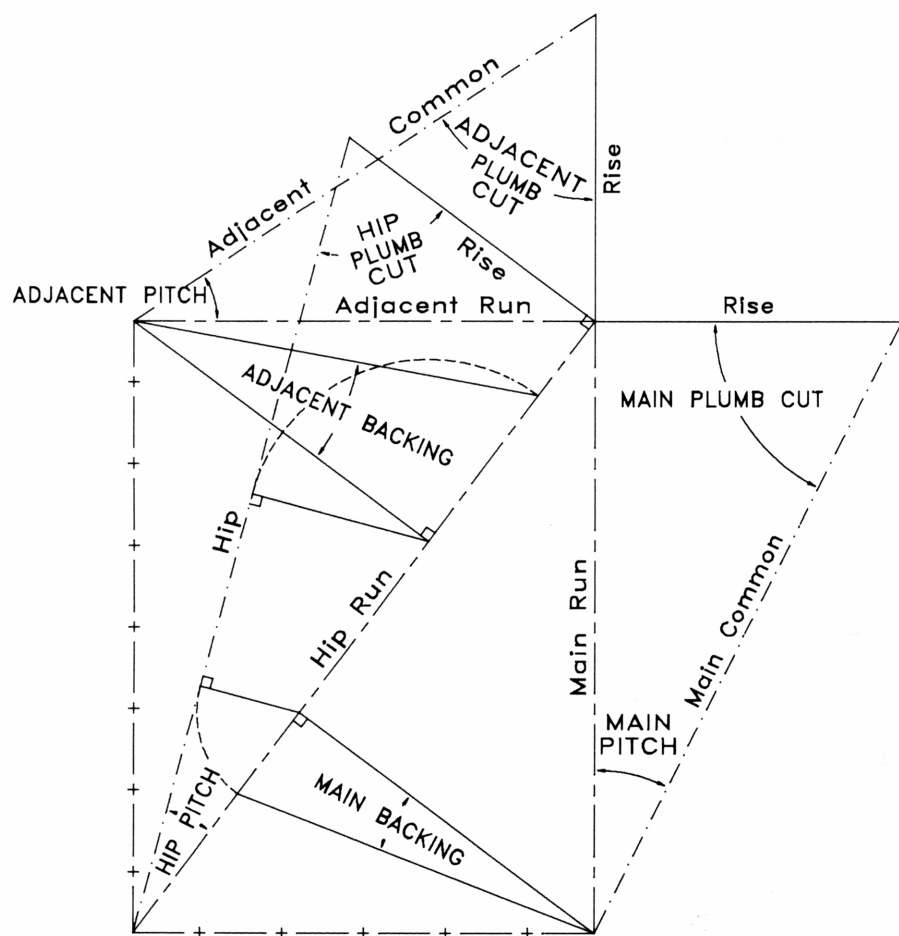 Adjacent Common
ADJACENT
PLUMB
CUT
Rise
HIP
PLUMB
CUT
Rise
ADJACENT PITCH
Adjacent Run
Rise
ADJACENT BACKING
MAIN PLUMB CUT
Hip
Hip Run
Main Run
Main Common
MAIN
PITCH
HIP PITCH
MAIN BACKING